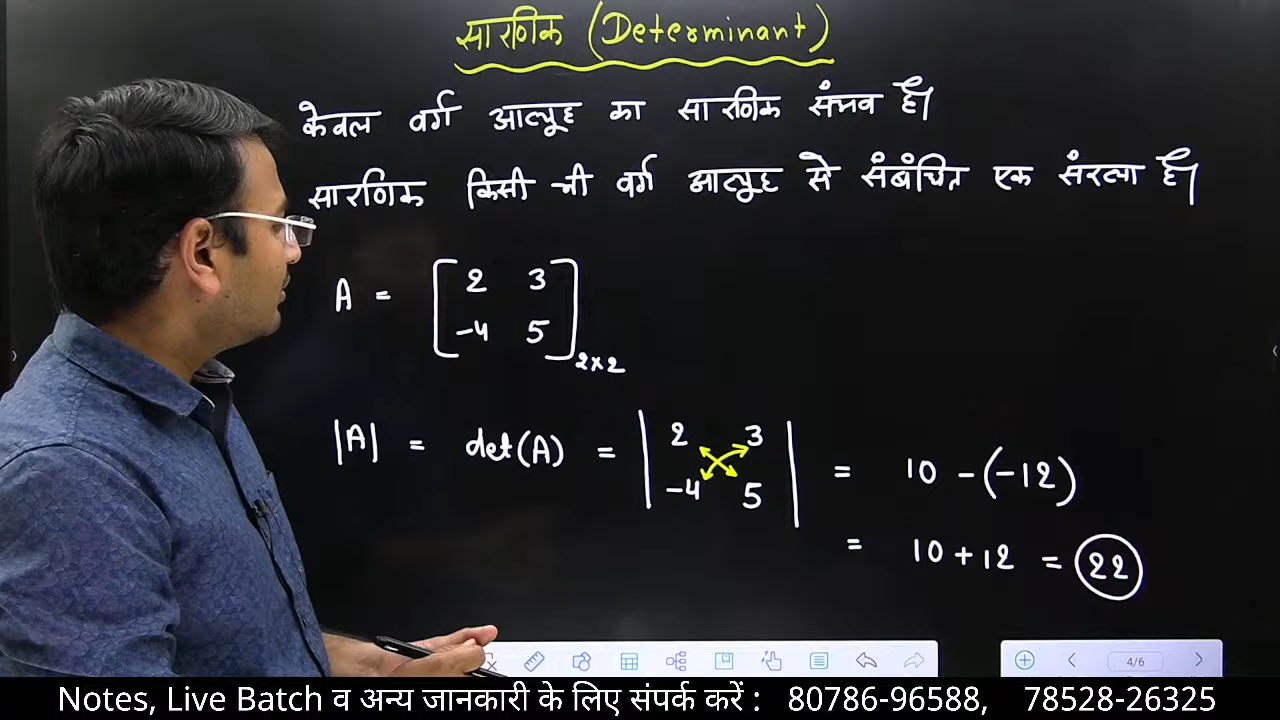 सारणिक (Determinant)
केवल वर्ग आव्यूह का सारणिक संभव है।
सारणिक किसी भी वर्ग आव्यूह से संबंधित एक संख्या है।
A = [2 3
-4 5] 2×2
|A| = det(A) = |2 3
-4 5| = 10 - (-12)
= 10 + 12 = 22
4/6
Notes, Live Batch व अन्य जानकारी के लिए संपर्क करें : 80786-96588, 78528-26325